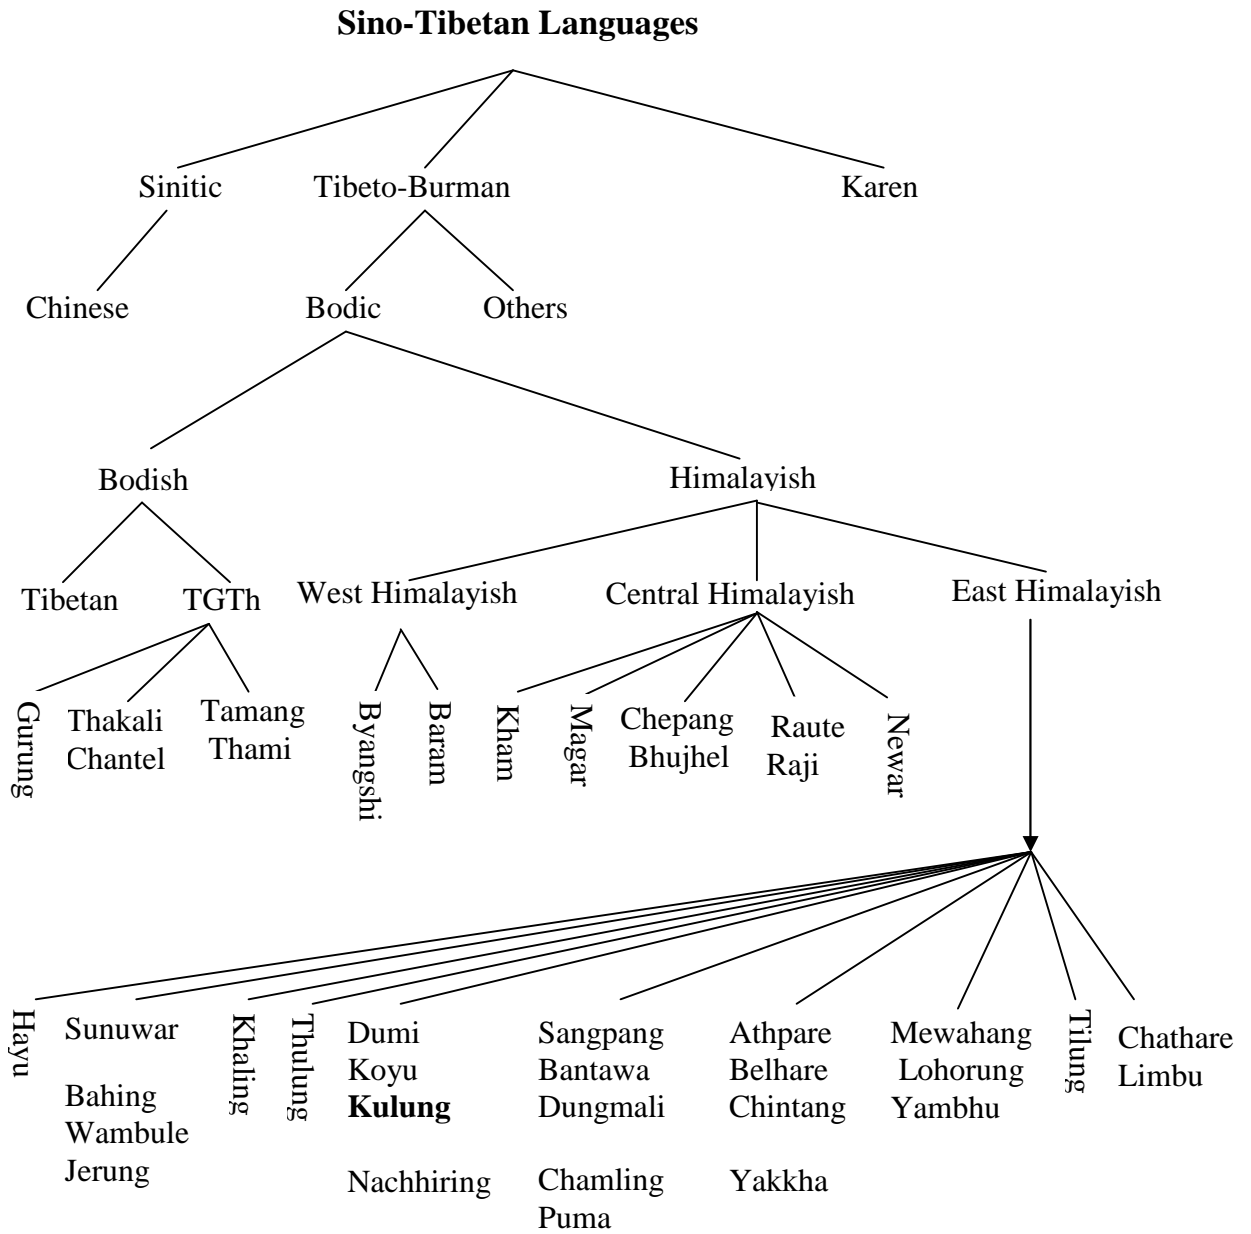 Sino-Tibetan Languages
Sinitic Tibeto-Burman Karen
Chinese Bodic Others
Bodish Himalayish
Tibetan TGTh West Himalayish Central Himalayish East Himalayish
Gurung
Thakali
Chantel
Tamang
Thami
Byangshi
Baram
Kham
Magar
Chepang
Bhujhel
Raute
Raji
Newar
Hayu
Sunuwar
Bahing
Wambule
Jerung
Khaling
Thulung
Dumi
Koyu
Kulung
Nachhiring
Sangpang
Bantawa
Dungmali
Chamling
Puma
Athpare
Belhare
Chintang
Yakkha
Mewahang
Lohorung
Yambhu
Tilung
Chathare
Limbu